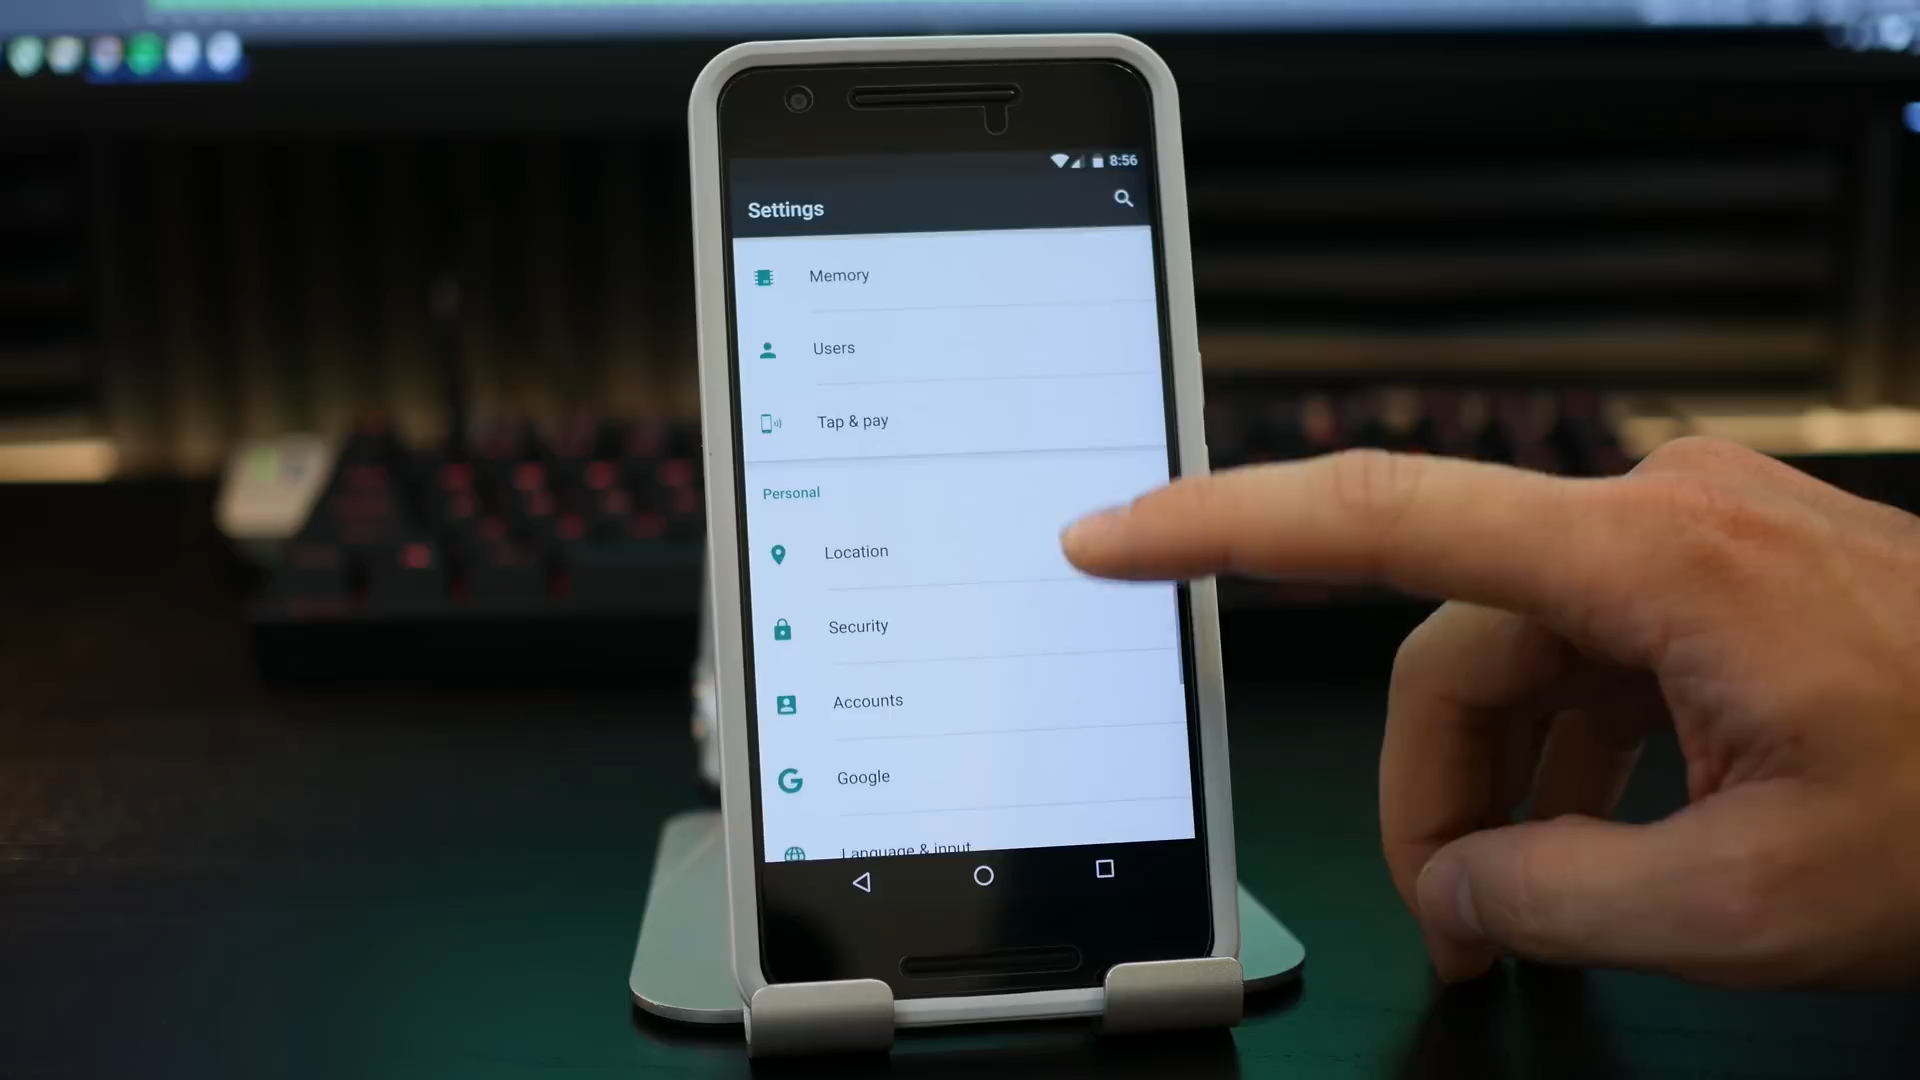 8:56
Settings
Memory
Users
Tap & pay
Personal
Location
Security
Accounts
Google
Language & input